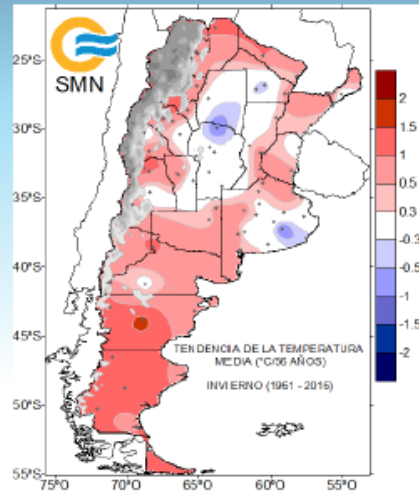 SMN
25°S
30°S
35°S
40°S
45°S
50°S
55°S
75°O 70°O 65°O 60°O 55°O
2
1.5
1
0.5
0.3
-0.3
-0.5
-1
-1.5
-2
TENDENCIA DE LA TEMPERATURA
MEDIA (°C/56 AÑOS)
INVIERNO (1961 - 2016)